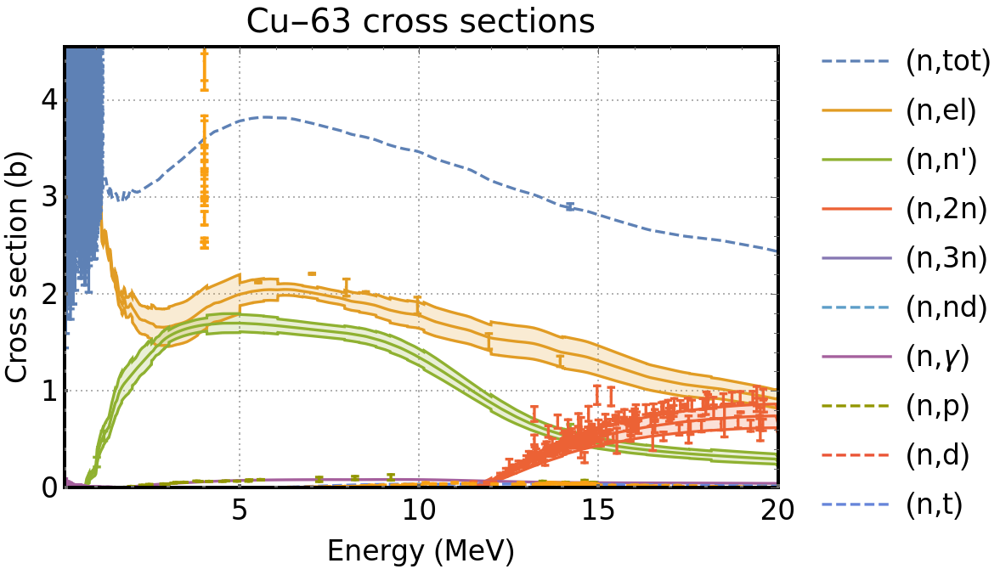 Cu–63 cross sections
Cross section (b)
4
3
2
1
0
5
10
15
20
Energy (MeV)
(n,tot)
(n,el)
(n,n')
(n,2n)
(n,3n)
(n,nd)
(n,γ)
(n,p)
(n,d)
(n,t)